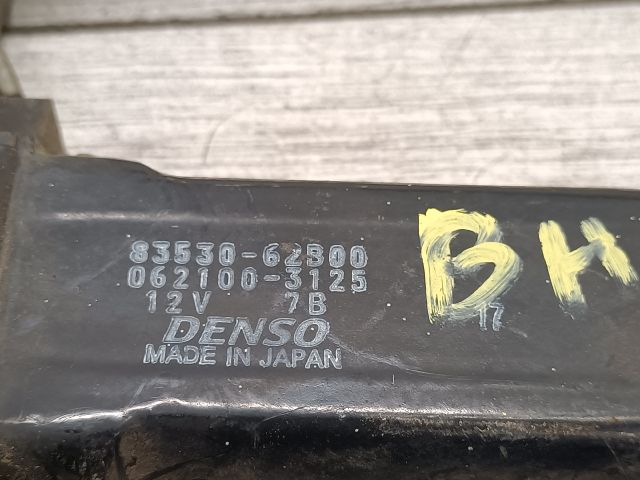 83530-62B00
062100-3125
12V 7B
DENSO
MADE IN JAPAN
BH
17